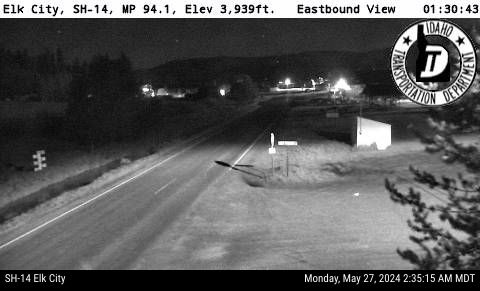 Elk City, SH-14, MP 94.1, Elev 3,939ft.   Eastbound View   01:30:43
IDAHO
TRANSPORTATION DEPARTMENT
SH-14 Elk City   Monday, May 27, 2024 2:35:15 AM MDT